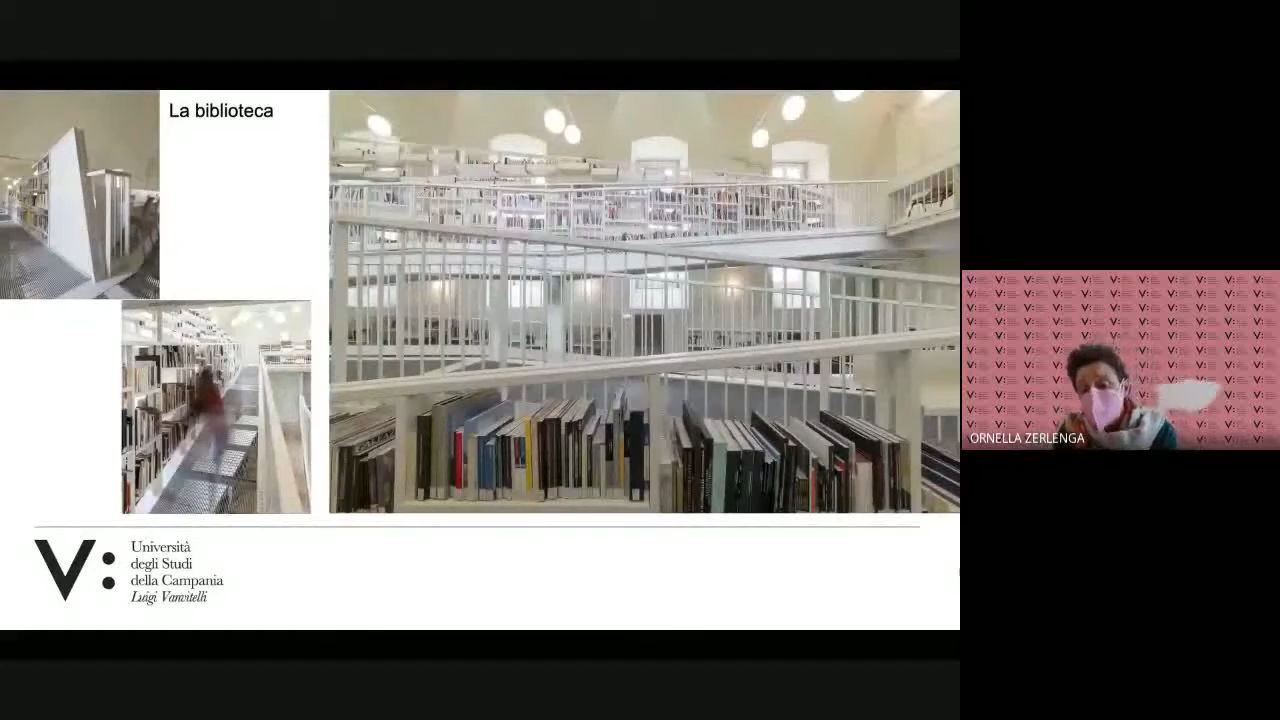 La biblioteca
V:
Università
degli Studi
della Campania
Luigi Vanvitelli
ORNELLA ZERLENGA